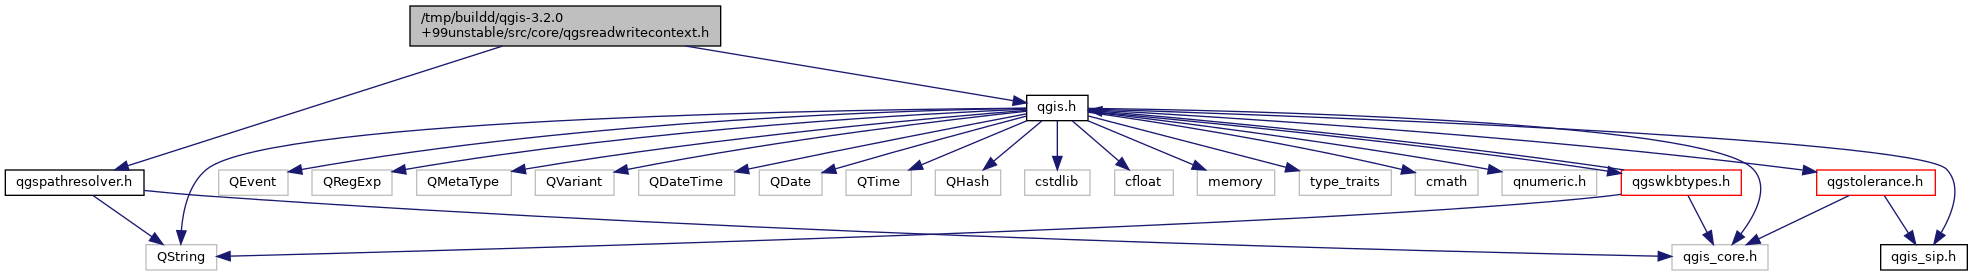 /tmp/buildd/qgis-3.2.0
+99unstable/src/core/qgsreadwritecontext.h
qgis.h
qgspathresolver.h
QEvent
QRegExp
QMetaType
QVariant
QDateTime
QDate
QTime
QHash
cstdlib
cfloat
memory
type_traits
cmath
qnumeric.h
qgswkbtypes.h
qgstolerance.h
QString
qgis_core.h
qgis_sip.h